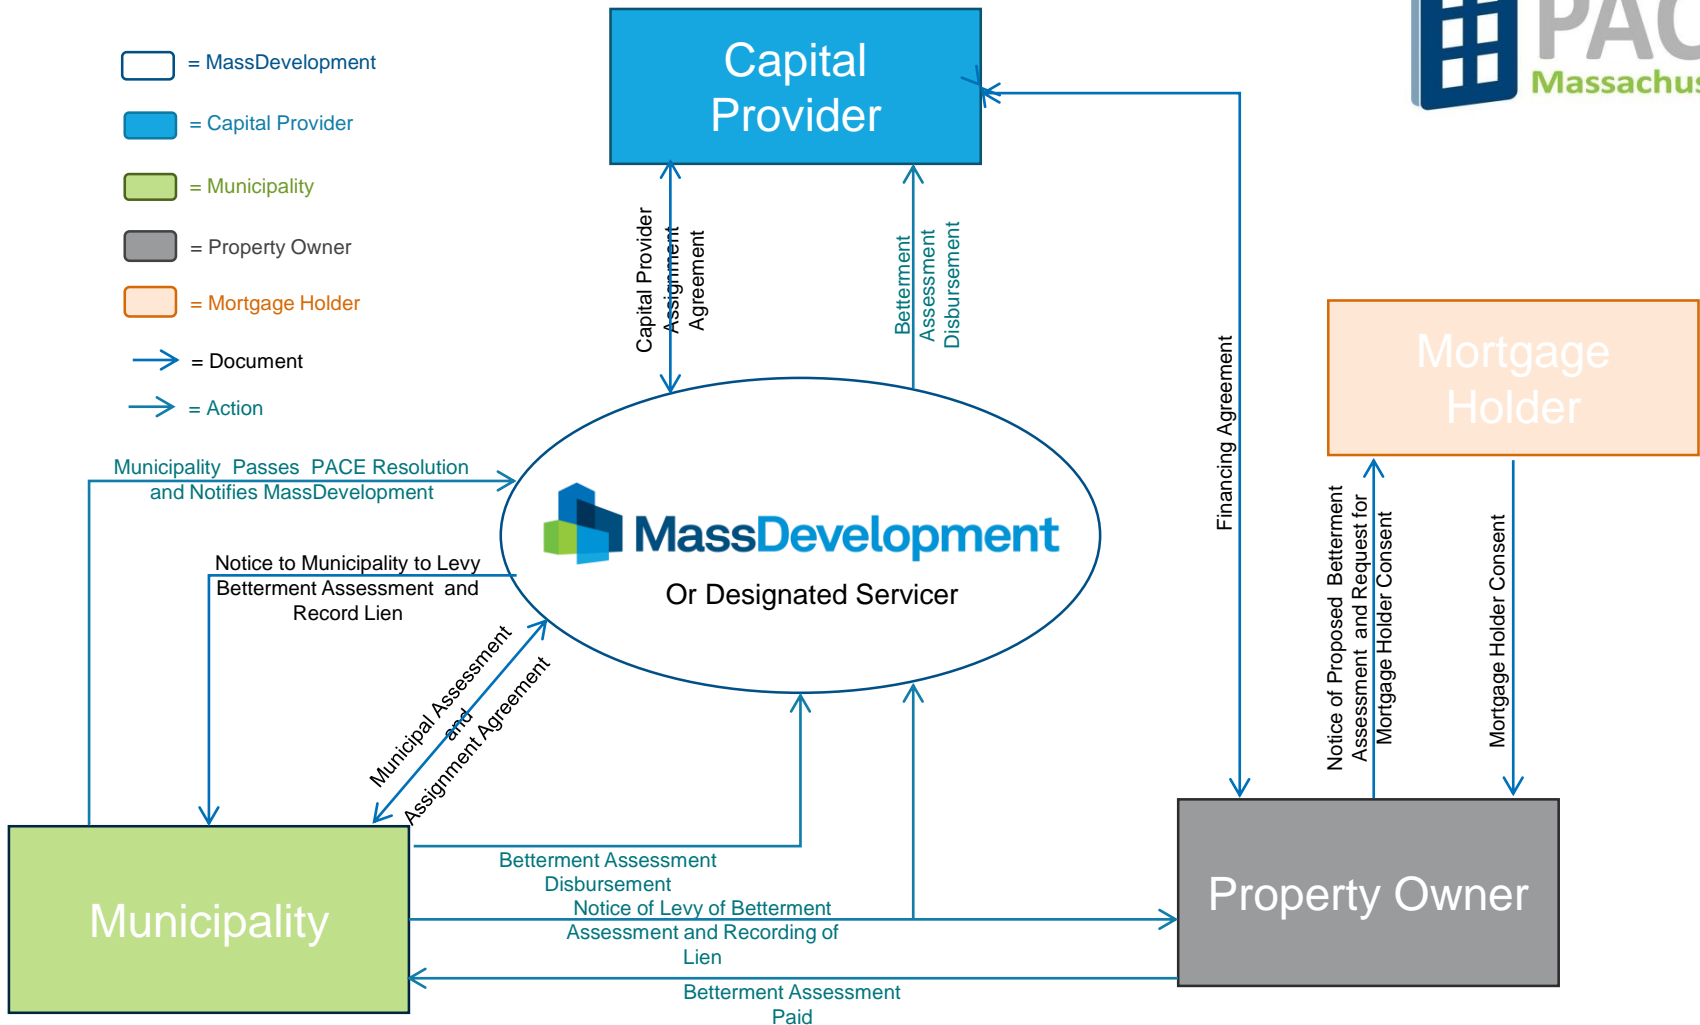 Capital
Provider
PAC
Massachus
= MassDevelopment
= Capital Provider
= Municipality
= Property Owner
= Mortgage Holder
= Document
= Action
Capital Provider
Assignment
Agreement
Betterment
Assessment
Disbursement
Financing Agreement
Mortgage
Holder
Municipality Passes PACE Resolution
and Notifies MassDevelopment
MassDevelopment
Or Designated Servicer
Notice to Municipality to Levy
Betterment Assessment and
Record Lien
Municipal Assessment
and
Assignment Agreement
Notice of Proposed Betterment
Assessment and Request for
Mortgage Holder Consent
Mortgage Holder Consent
Municipality
Betterment Assessment
Disbursement
Notice of Levy of Betterment
Assessment and Recording of
Lien
Property Owner
Betterment Assessment
Paid